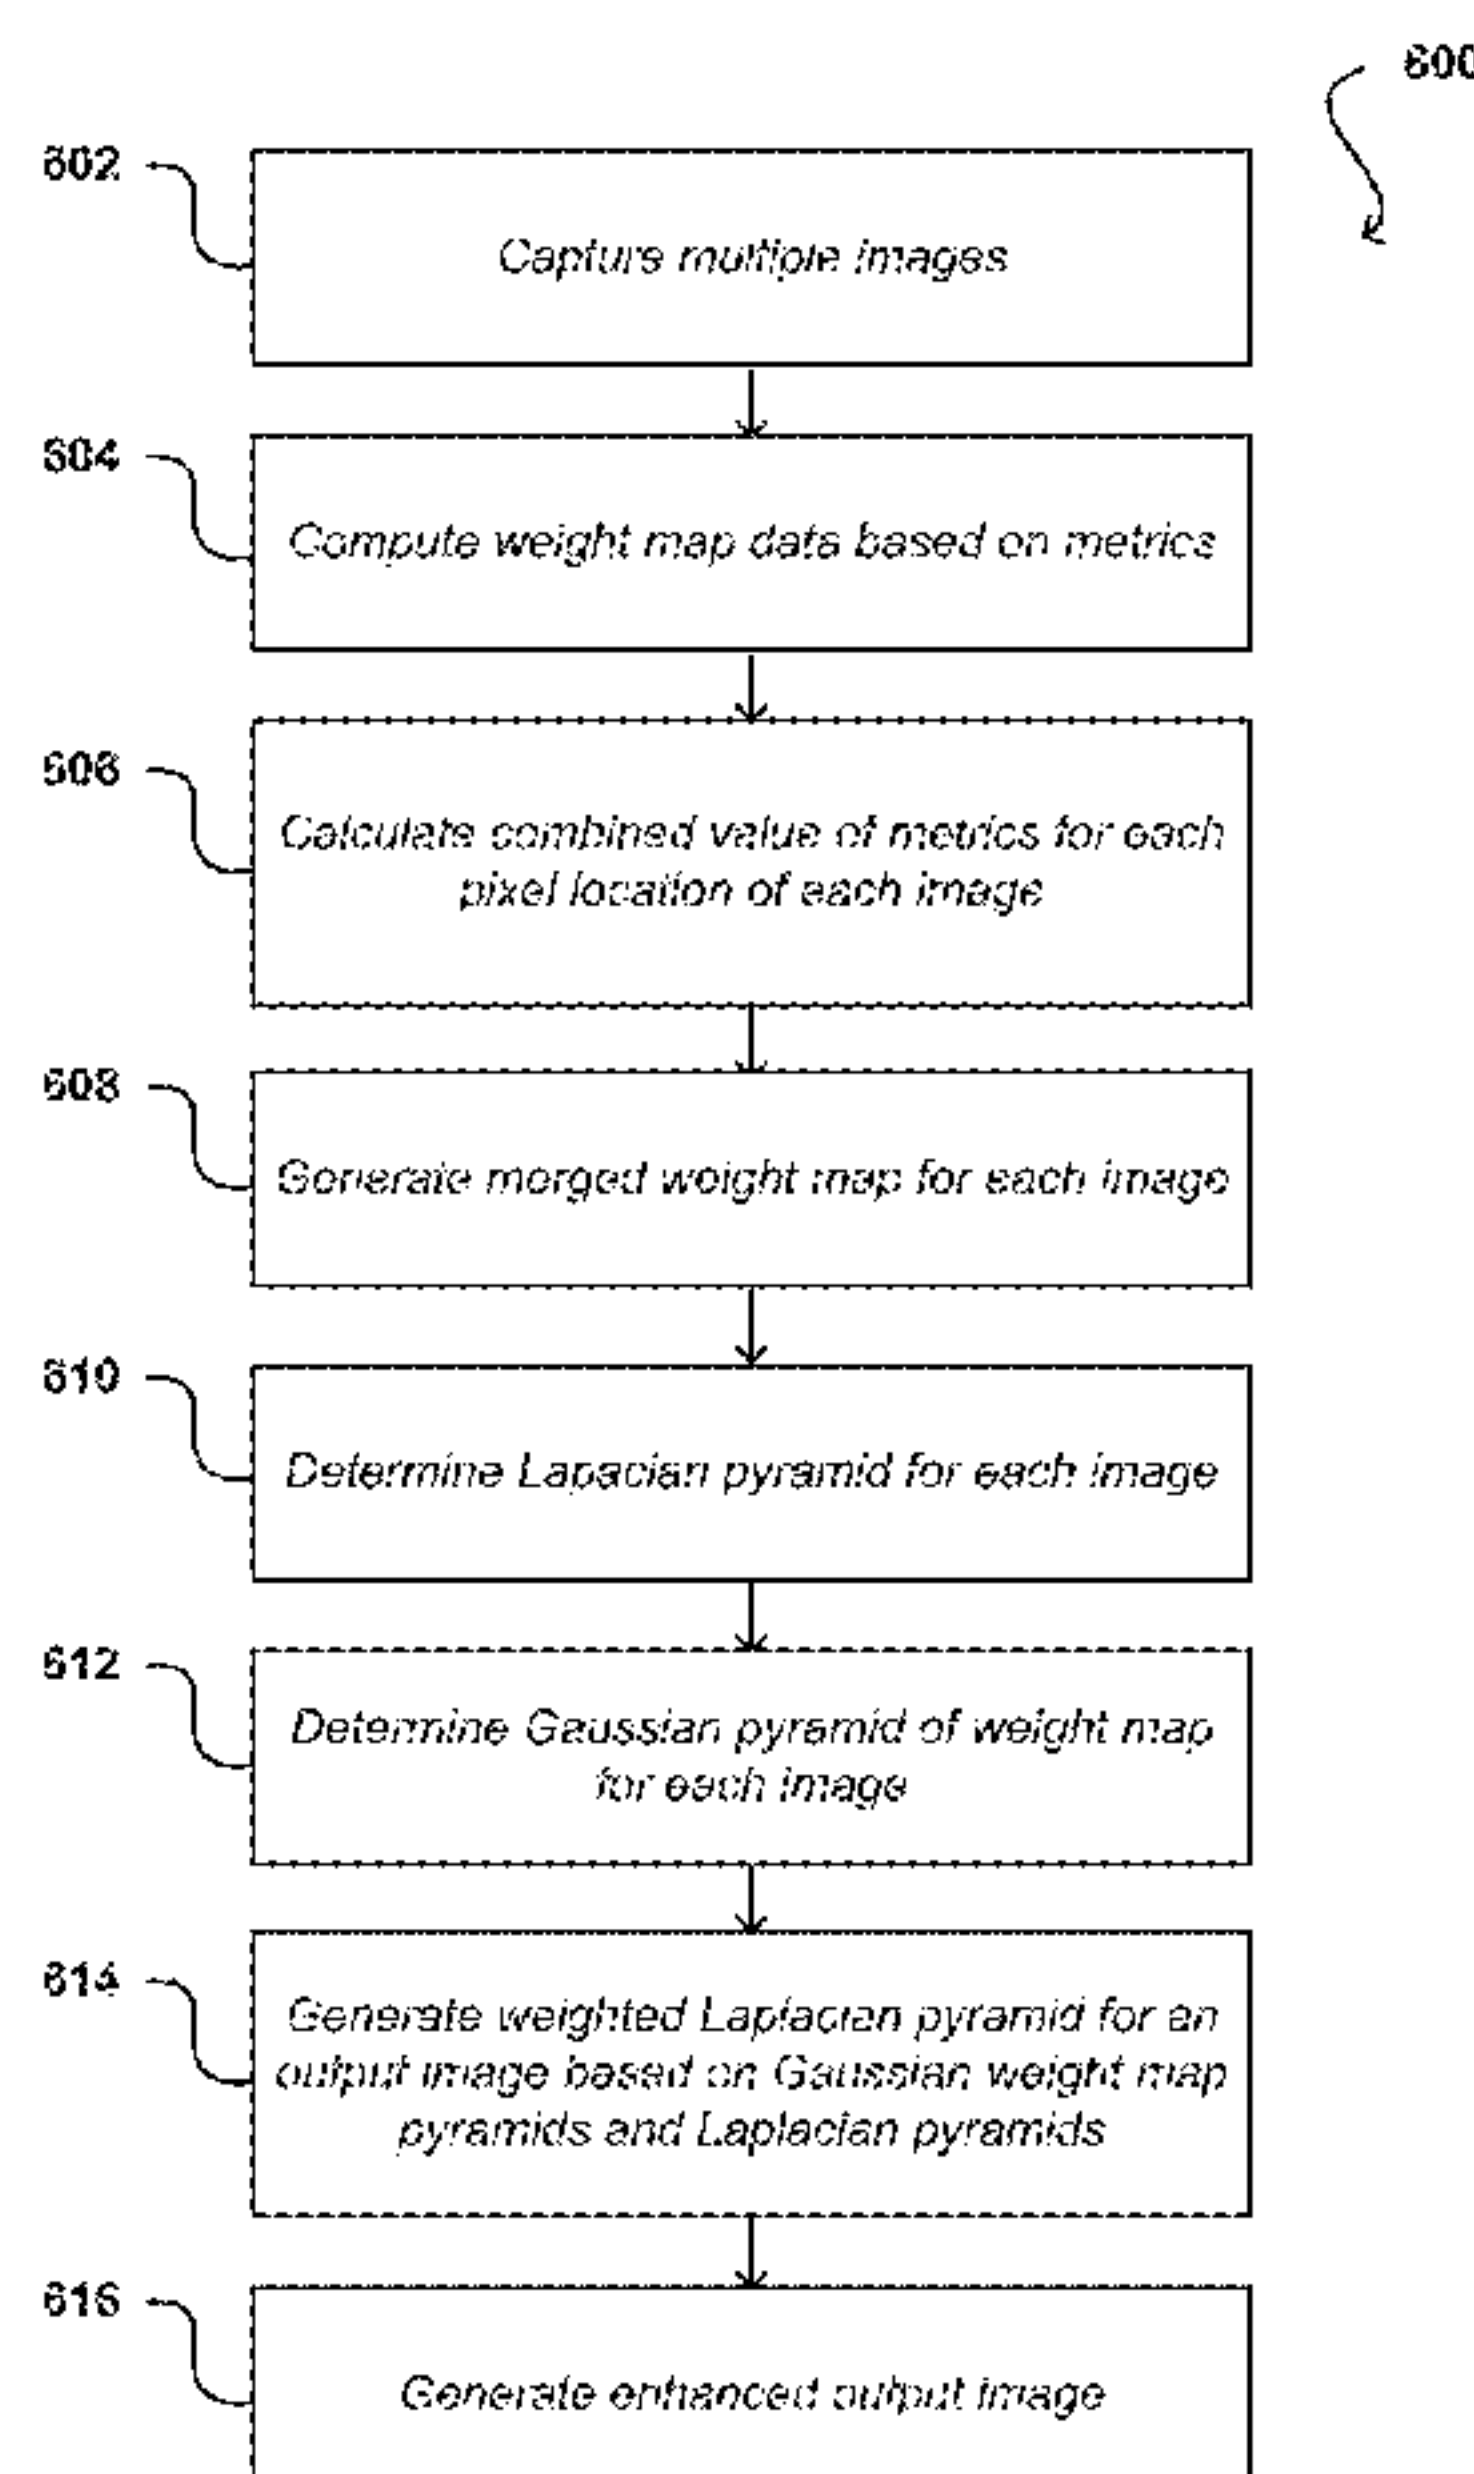 600
602
Capture multiple images
604
Compute weight map data based on metrics
606
Calculate combined value of metrics for each
pixel location of each image
608
Generate merged weight map for each image
610
Determine Lapacian pyramid for each image
612
Determine Gaussian pyramid of weight map
for each image
614
Generate weighted Laplacian pyramid for an
output image based on Gaussian weight map
pyramids and Laplacian pyramids
616
Generate enhanced output image